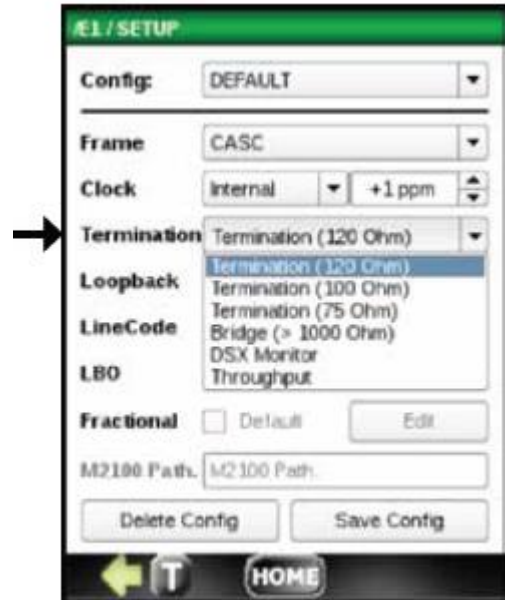 Æ1 / SETUP
Config: DEFAULT
Frame CASC
Clock Internal +1 ppm
Termination Termination (120 Ohm)
Termination (120 Ohm)
Loopback Termination (100 Ohm)
Termination (75 Ohm)
LineCode Bridge (> 1000 Ohm)
DSX Monitor
LBO Throughput
Fractional Default Edit
M2100 Path. M2100 Path.
Delete Config Save Config
T HOME